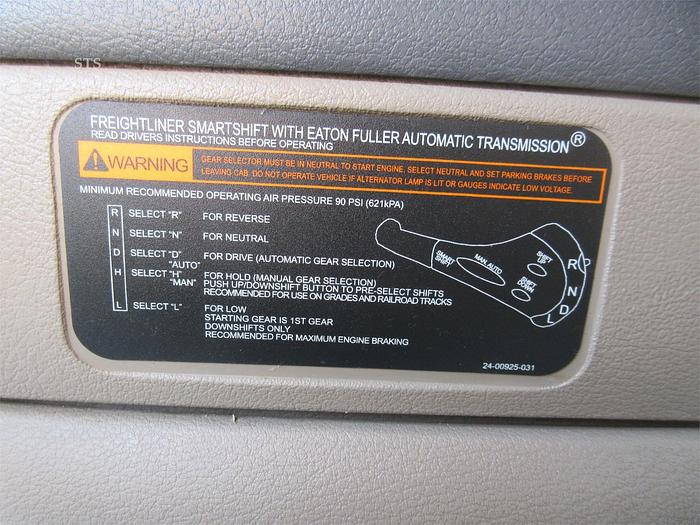 STS
FREIGHTLINER SMARTSHIFT WITH EATON FULLER AUTOMATIC TRANSMISSION®
READ DRIVERS INSTRUCTIONS BEFORE OPERATING
WARNING
GEAR SELECTOR MUST BE IN NEUTRAL TO START ENGINE, SELECT NEUTRAL AND SET PARKING BRAKES BEFORE
LEAVING CAB. DO NOT OPERATE VEHICLE IF ALTERNATOR LAMP IS LIT OR GAUGES INDICATE LOW VOLTAGE.
MINIMUM RECOMMENDED OPERATING AIR PRESSURE 90 PSI (621kPA)
R SELECT "R" FOR REVERSE
N SELECT "N" FOR NEUTRAL
D SELECT "D" FOR DRIVE (AUTOMATIC GEAR SELECTION)
"AUTO"
H SELECT "H" FOR HOLD (MANUAL GEAR SELECTION)
"MAN" PUSH UP/DOWNSHIFT BUTTON TO PRE-SELECT SHIFTS
RECOMMENDED FOR USE ON GRADES AND RAILROAD TRACKS
L SELECT "L" FOR LOW
STARTING GEAR IS 1ST GEAR
DOWNSHIFTS ONLY
RECOMMENDED FOR MAXIMUM ENGINE BRAKING
SMART
SHIFT
MAN AUTO
SHIFT
UP
SHIFT
DOWN
R
N
D
L
24-00925-031